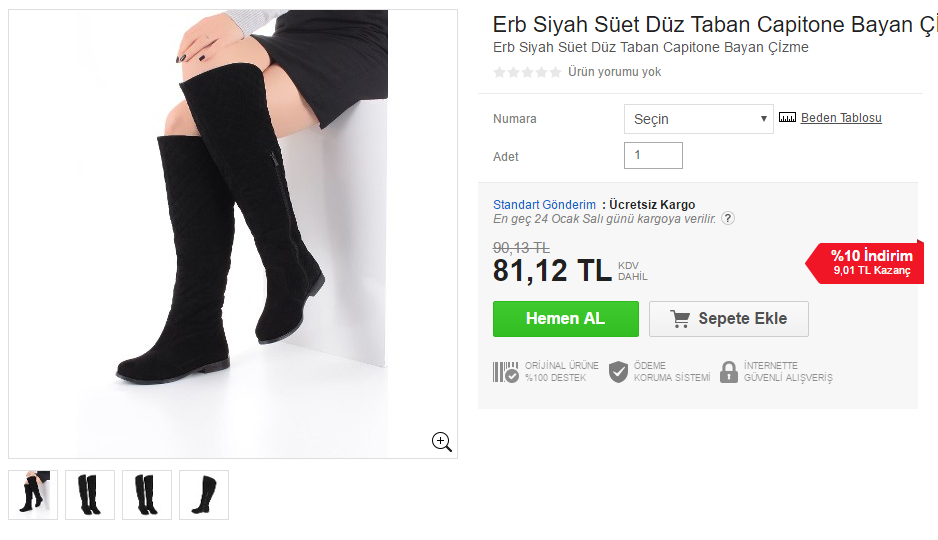 Erb Siyah Süet Düz Taban Capitone Bayan Çi
Erb Siyah Süet Düz Taban Capitone Bayan Çİzme
Ürün yorumu yok
Numara
Seçin
Beden Tablosu
Adet
1
Standart Gönderim : Ücretsiz Kargo
En geç 24 Ocak Salı günü kargoya verilir. ?
90,13 TL
81,12 TL
KDV
DAHİL
%10 İndirim
9,01 TL Kazanç
Hemen AL
Sepete Ekle
ORİJİNAL ÜRÜNE
%100 DESTEK
ÖDEME
KORUMA SİSTEMİ
İNTERNETTE
GÜVENLİ ALIŞVERİŞ